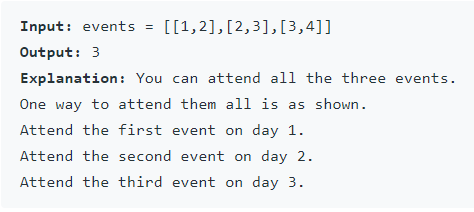 Input: events = [[1,2],[2,3],[3,4]]
Output: 3
Explanation: You can attend all the three events.
One way to attend them all is as shown.
Attend the first event on day 1.
Attend the second event on day 2.
Attend the third event on day 3.